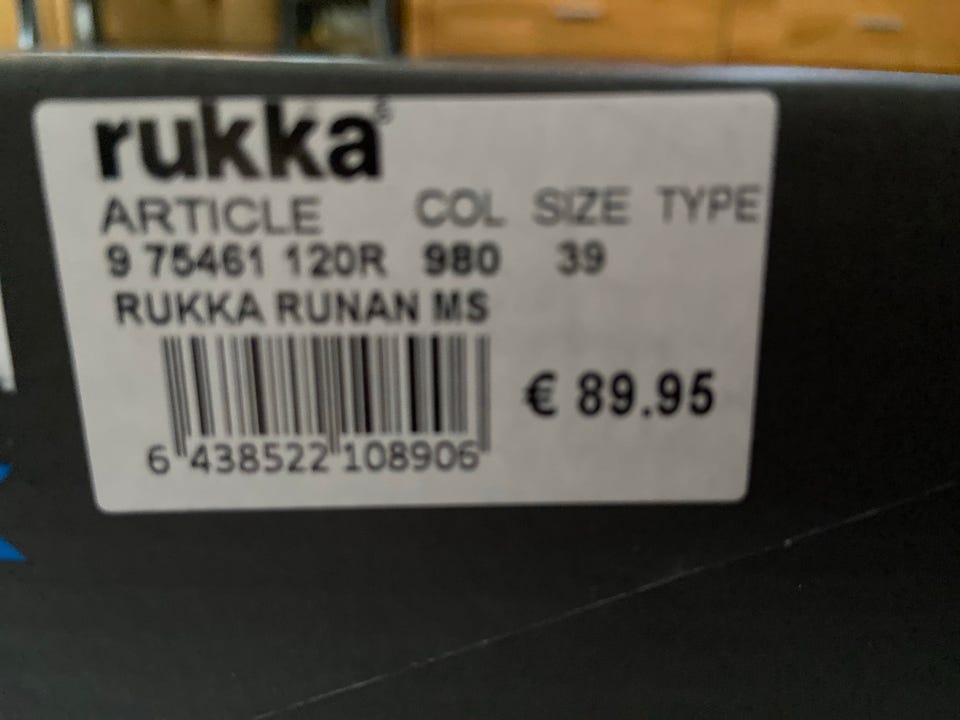 rukka
ARTICLE COL SIZE TYPE
9 75461 120R 980 39
RUKKA RUNAN MS
€ 89.95
6 438522 108906